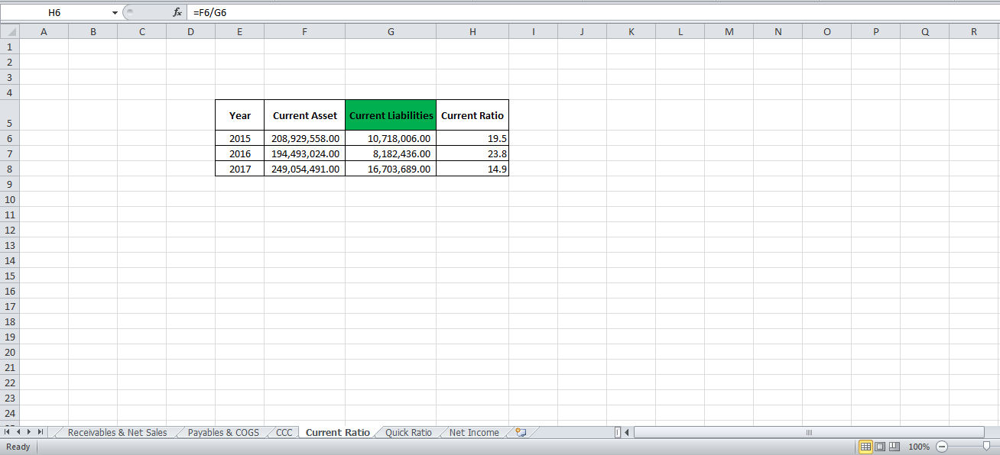 H6 fx =F6/G6
A B C D E F G H I J K L M N O P Q R
1
2
3
4
5 Year Current Asset Current Liabilities Current Ratio
6 2015 208,929,558.00 10,718,006.00 19.5
7 2016 194,493,024.00 8,182,436.00 23.8
8 2017 249,054,491.00 16,703,689.00 14.9
9
10
11
12
13
14
15
16
17
18
19
20
21
22
23
24
Receivables & Net Sales Payables & COGS CCC Current Ratio Quick Ratio Net Income
Ready 100%